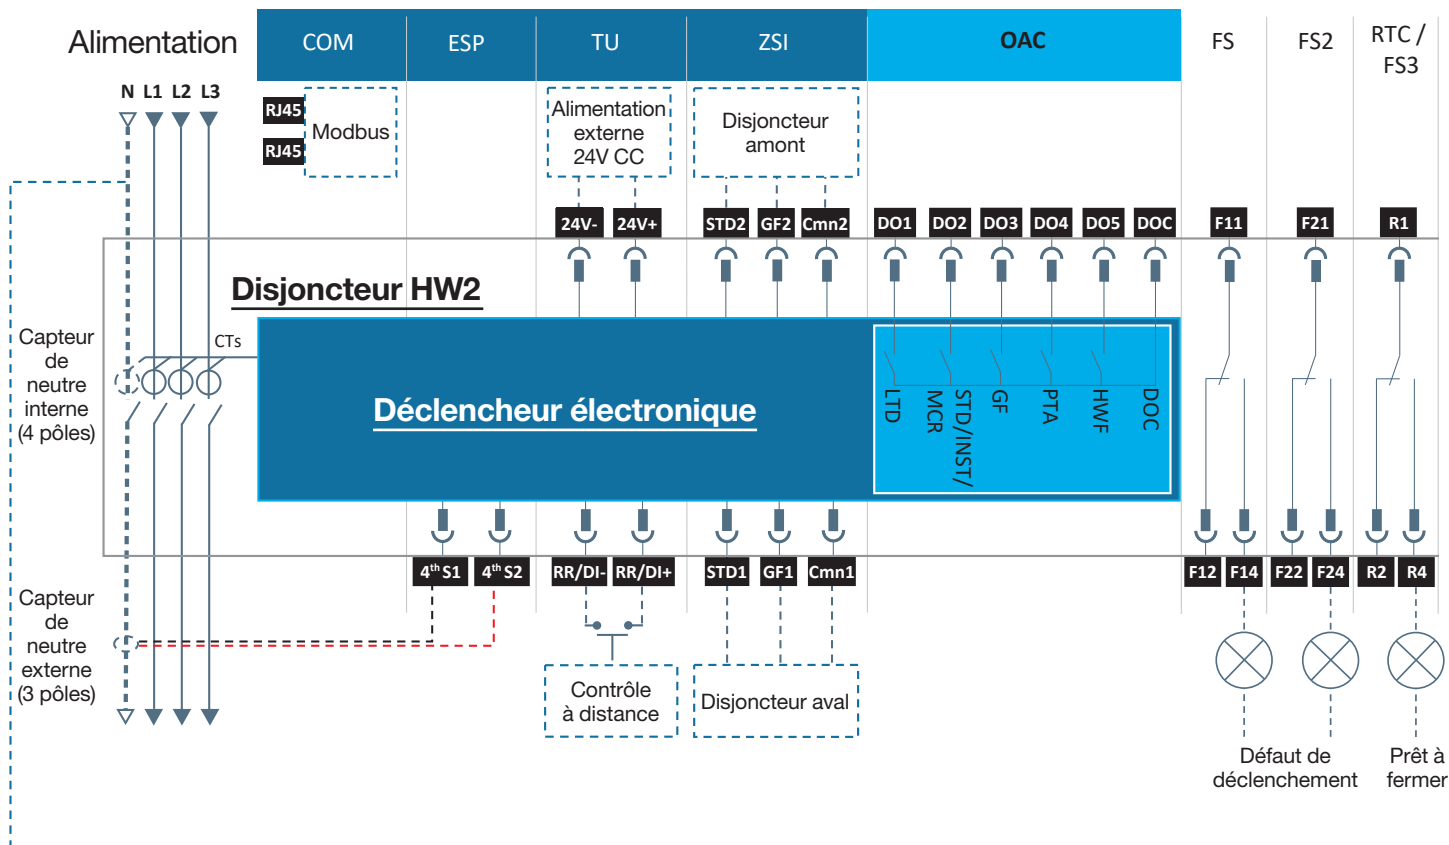 Alimentation
COM
ESP
TU
ZSI
OAC
FS
FS2
RTC /
FS3
N L1 L2 L3
RJ45
RJ45
Modbus
Alimentation
externe
24V CC
Disjoncteur
amont
24V-
24V+
STD2
GF2
Cmn2
DO1
DO2
DO3
DO4
DO5
DOC
F11
F21
R1
Disjoncteur HW2
Capteur
de
neutre
interne
(4 pôles)
CTs
Déclencheur électronique
LTD
STD/INST/
MCR
GF
PTA
HWF
DOC
4th S1
4th S2
RR/DI-
RR/DI+
STD1
GF1
Cmn1
F12
F14
F22
F24
R2
R4
Capteur
de
neutre
externe
(3 pôles)
Contrôle
à distance
Disjoncteur aval
Défaut de
déclenchement
Prêt à
fermer